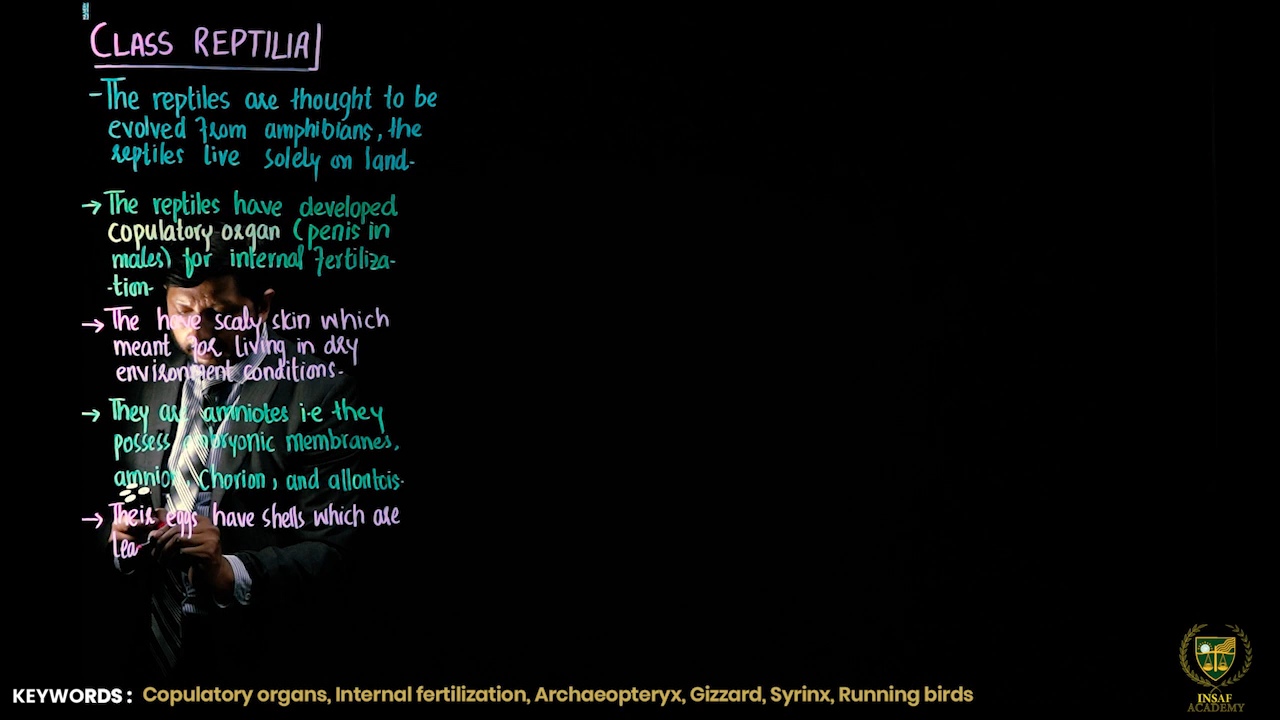 CLASS REPTILIA
- The reptiles are thought to be
evolved from amphibians, the
reptiles live solely on land.
→ The reptiles have developed
copulatory organ (penis in
males) for internal fertiliza-
-tion.
→ The have scaly skin which
meant for living in dry
environment conditions.
→ They are amniotes i.e they
possess embryonic membranes,
amnion, chorion, and allontois.
→ Their eggs have shells which are
lea
KEYWORDS : Copulatory organs, Internal fertilization, Archaeopteryx, Gizzard, Syrinx, Running birds
INSAF
ACADEMY